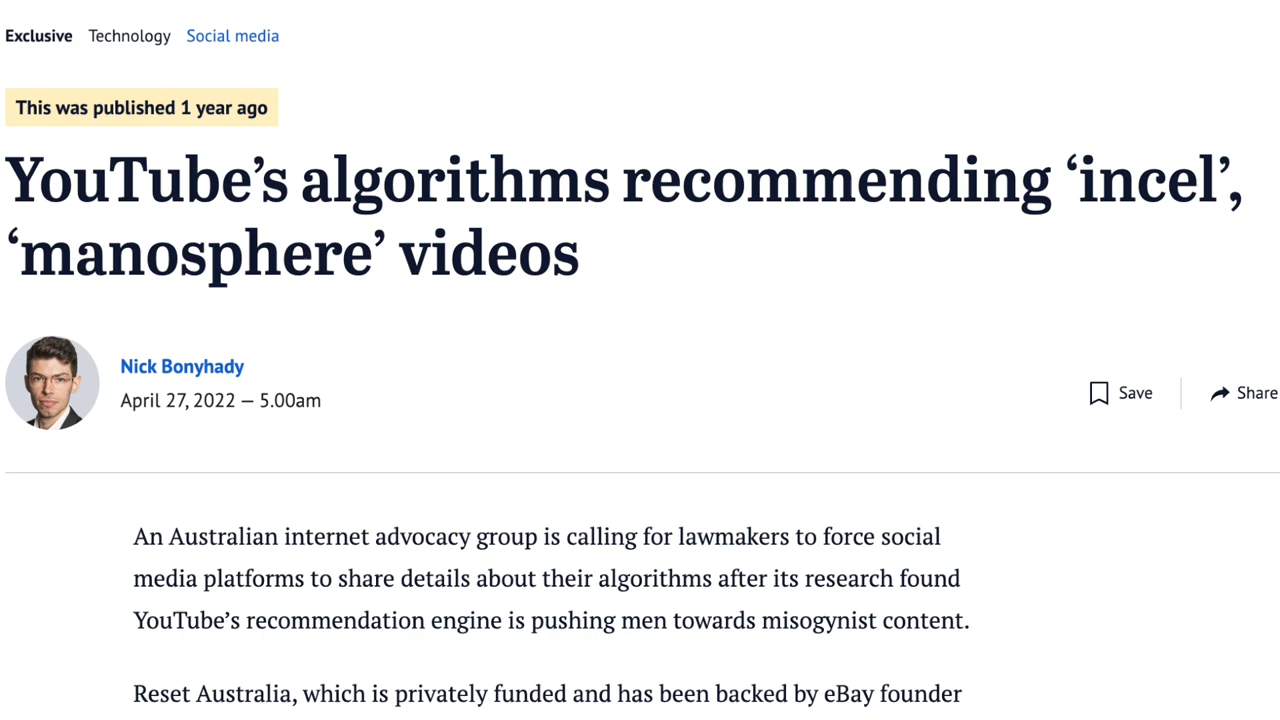 Exclusive Technology Social media
This was published 1 year ago
YouTube’s algorithms recommending ‘incel’,
‘manosphere’ videos
Nick Bonyhady
April 27, 2022 — 5.00am
Save Share
An Australian internet advocacy group is calling for lawmakers to force social
media platforms to share details about their algorithms after its research found
YouTube’s recommendation engine is pushing men towards misogynist content.
Reset Australia, which is privately funded and has been backed by eBay founder